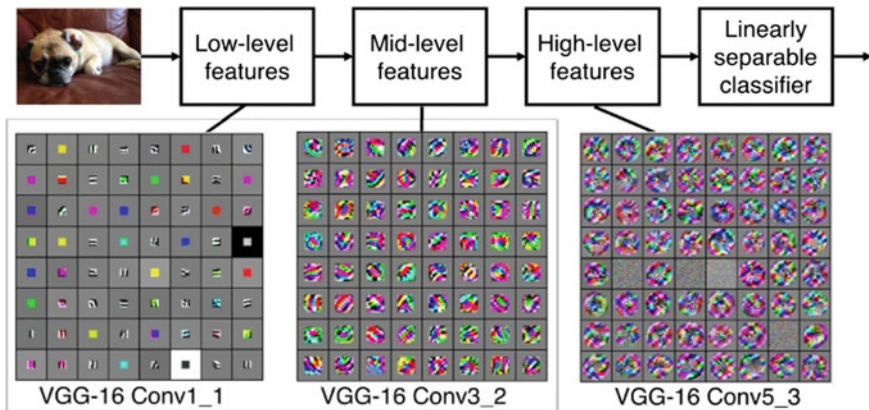 Low-level
features
Mid-level
features
High-level
features
Linearly
separable
classifier
VGG-16 Conv1_1
VGG-16 Conv3_2
VGG-16 Conv5_3